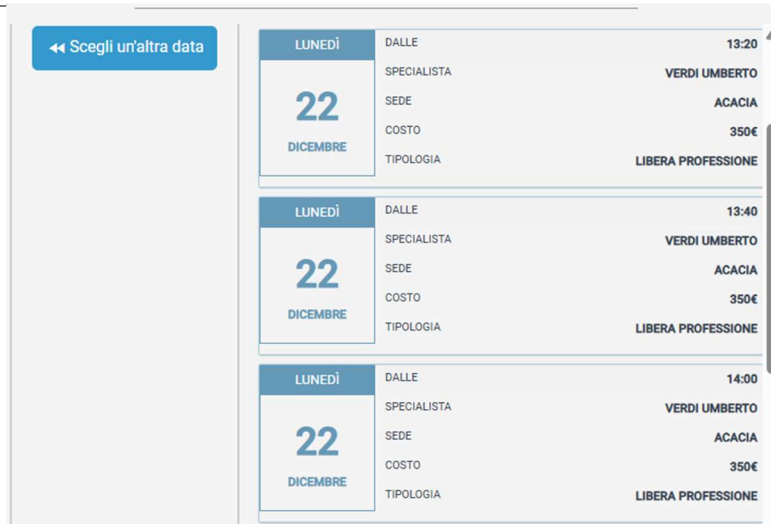 Scegli un'altra data
LUNEDÌ
22
DICEMBRE
DALLE 13:20
SPECIALISTA VERDI UMBERTO
SEDE ACACIA
COSTO 350€
TIPOLOGIA LIBERA PROFESSIONE
LUNEDÌ
22
DICEMBRE
DALLE 13:40
SPECIALISTA VERDI UMBERTO
SEDE ACACIA
COSTO 350€
TIPOLOGIA LIBERA PROFESSIONE
LUNEDÌ
22
DICEMBRE
DALLE 14:00
SPECIALISTA VERDI UMBERTO
SEDE ACACIA
COSTO 350€
TIPOLOGIA LIBERA PROFESSIONE